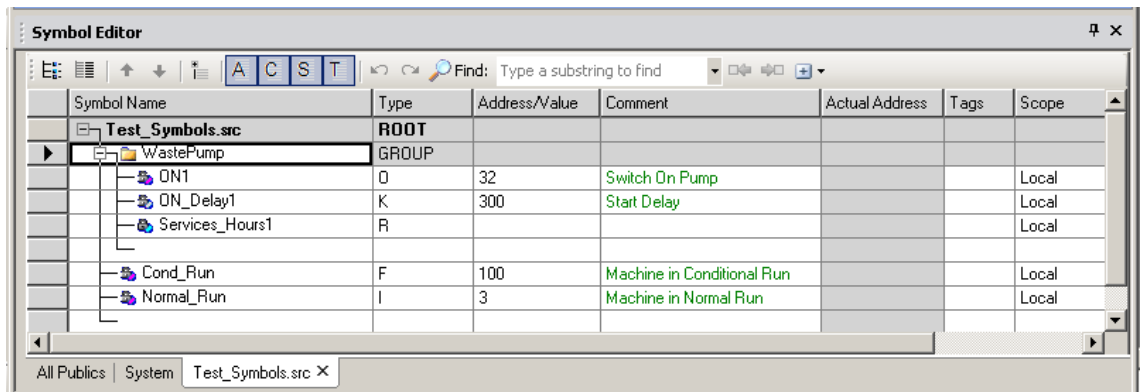 Symbol Editor
A C S T Find: Type a substring to find
Symbol Name Type Address/Value Comment Actual Address Tags Scope
Test_Symbols.src ROOT
WastePump GROUP
ON1 O 32 Switch On Pump Local
ON_Delay1 K 300 Start Delay Local
Services_Hours1 R Local
Cond_Run F 100 Machine in Conditional Run Local
Normal_Run I 3 Machine in Normal Run Local
All Publics System Test_Symbols.src